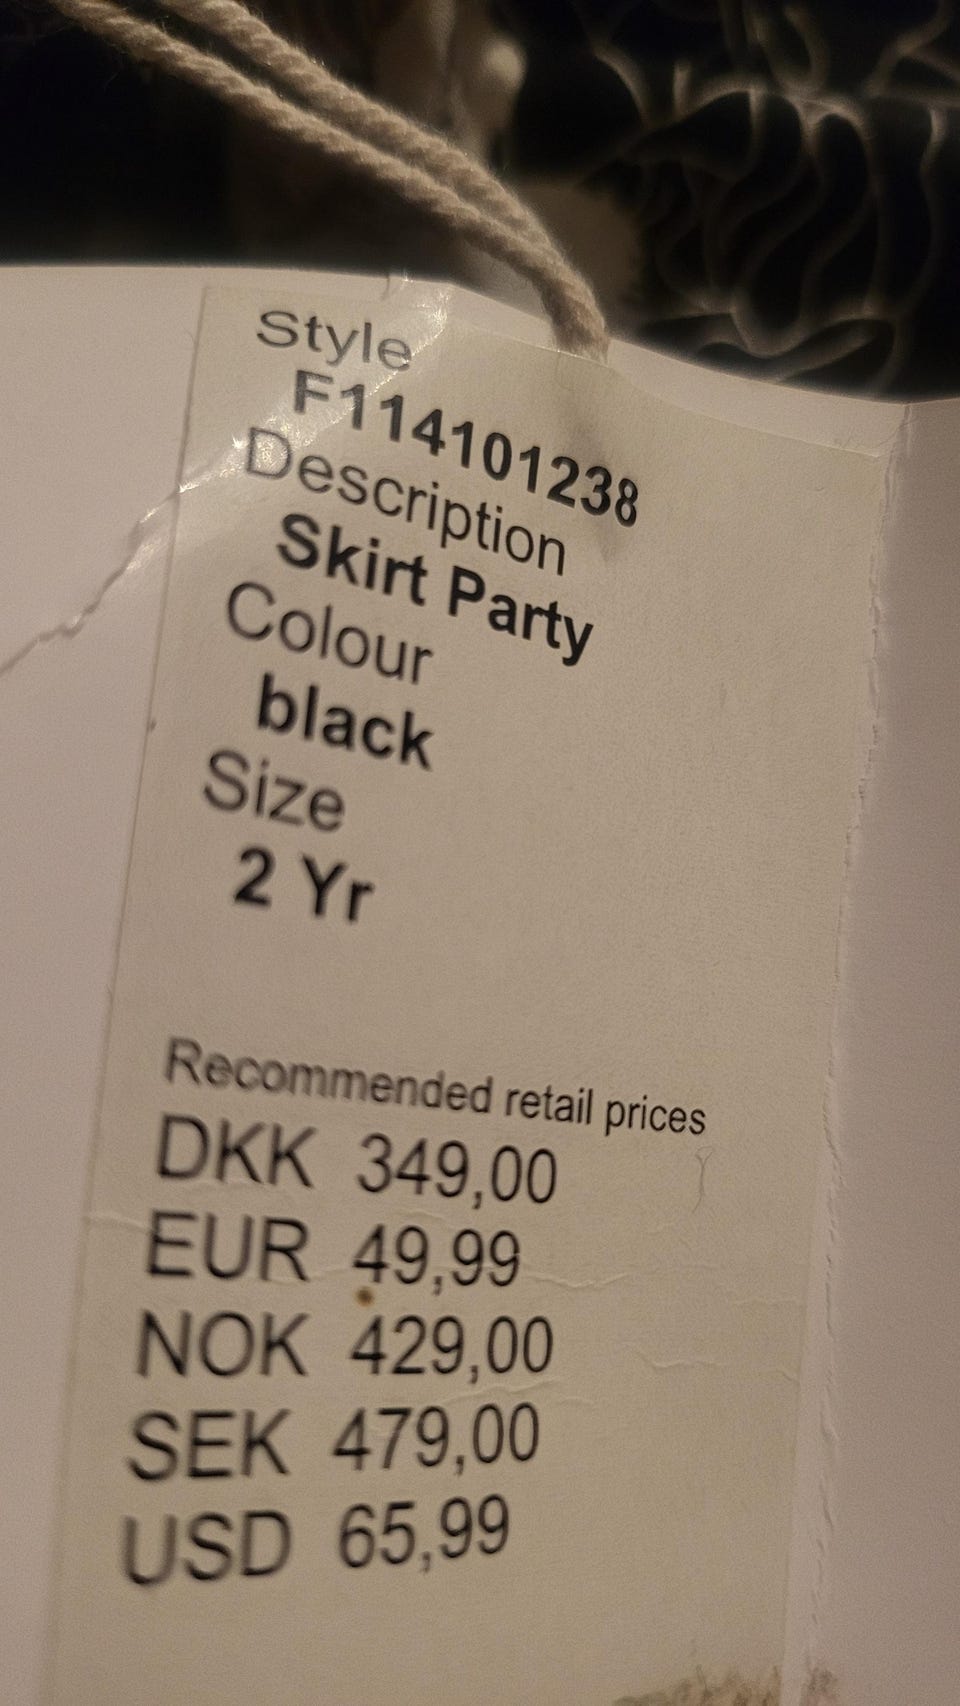 Style
F114101238
Description
Skirt Party
Colour
black
Size
2 Yr
Recommended retail prices
DKK 349,00
EUR 49,99
NOK 429,00
SEK 479,00
USD 65,99